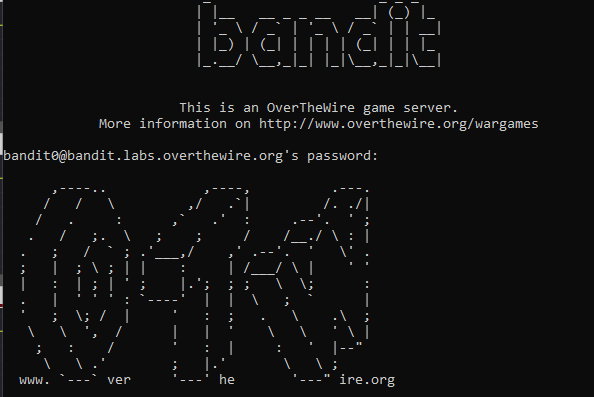 bandit
This is an OverTheWire game server.
More information on http://www.overthewire.org/wargames
bandit0@bandit.labs.overthewire.org's password:
OTW
www. ver he ire.org